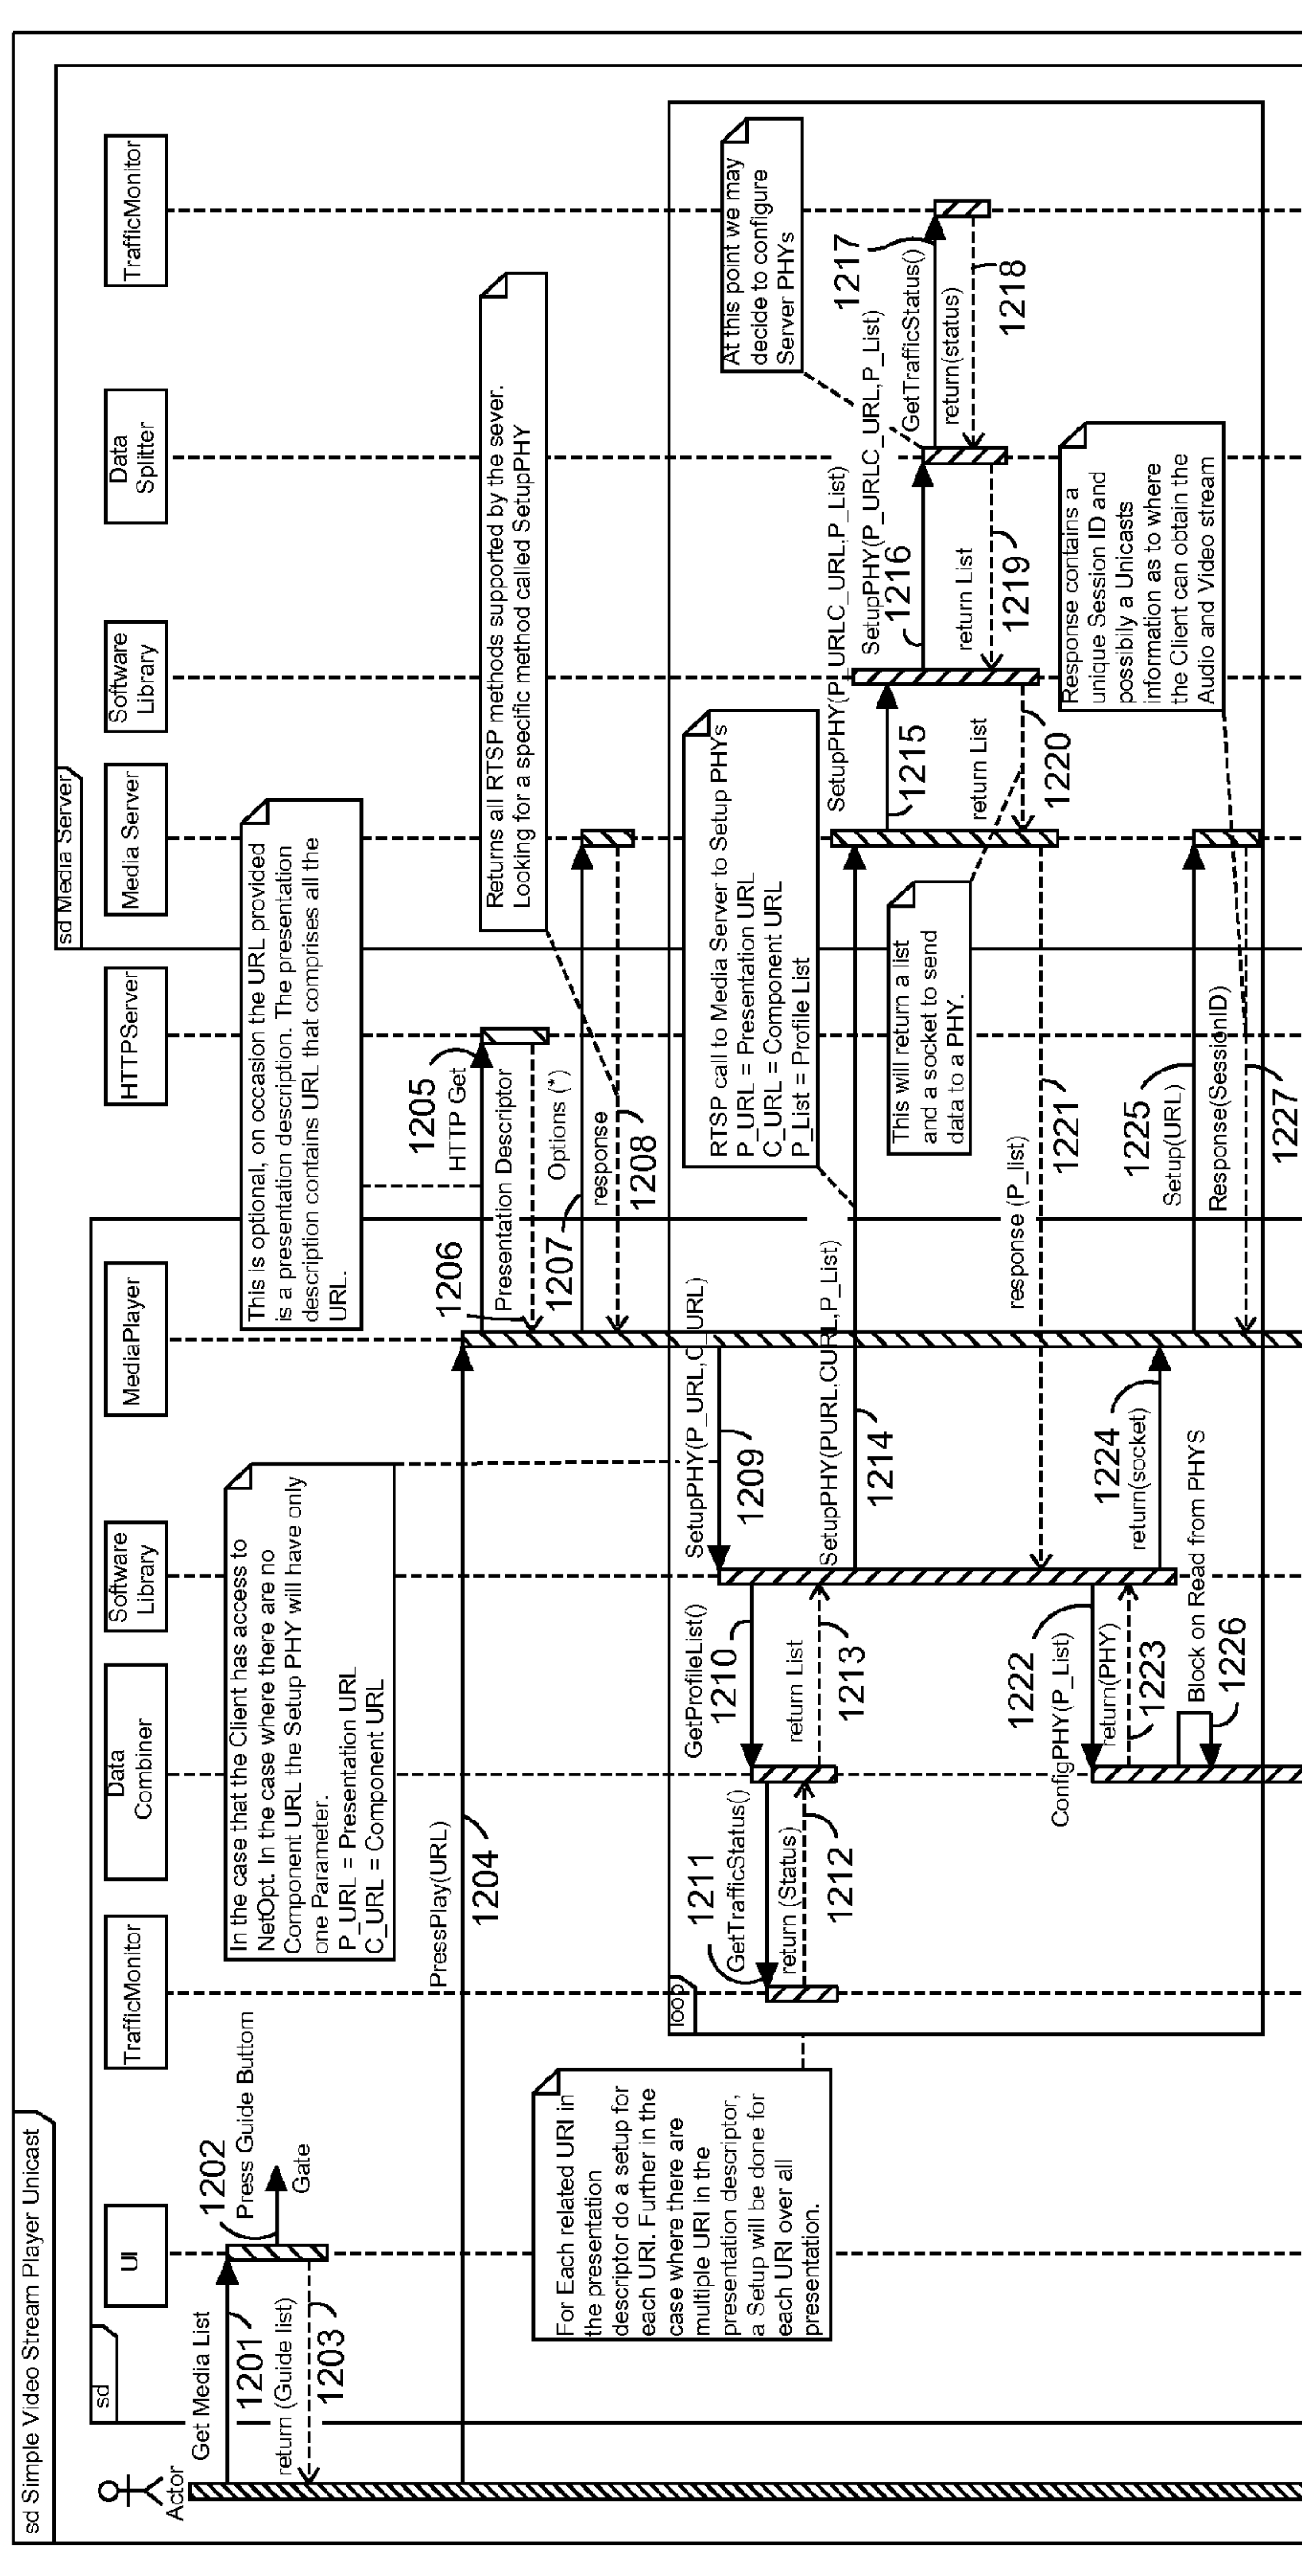 sd Simple Video Stream Player Unicast
sd
sd Media Server
Actor
UI
TrafficMonitor
Data
Combiner
Software
Library
MediaPlayer
HTTPServer
Media Server
Software
Library
Data
Splitter
TrafficMonitor
Get Media List
1201
1202
Press Guide Buttom
Gate
return (Guide list)
1203
In the case that the Client has access to
NetOpt. In the case where there are no
Component URL the Setup PHY will have only
one Parameter.
P_URL = Presentation URL
C_URL = Component URL
This is optional, on occasion the URL provided
is a presentation description. The presentation
description contains URL that comprises all the
URL.
PressPlay(URL)
1204
1205
HTTP Get
1206
Presentation Descriptor
1207
Options (*)
response
1208
Returns all RTSP methods supported by the sever.
Looking for a specific method called SetupPHY
For Each related URI in
the presentation
descriptor do a setup for
each URI. Further in the
case where there are
multiple URI in the
presentation descriptor,
a Setup will be done for
each URI over all
presentation.
loop
SetupPHY(P_URL,C_URL)
1209
GetProfileList()
1210
1211
GetTrafficStatus()
return (Status)
1212
return List
1213
RTSP call to Media Server to Setup PHYs
P_URL = Presentation URL
C_URL = Component URL
P_List = Profile List
SetupPHY(PURL.CURL,P_List)
1214
SetupPHY(P_URLC_URL,P_List)
1215
SetupPHY(P_URLC_URL,P_List)
1216
At this point we may
decide to configure
Server PHYs
1217
GetTrafficStatus()
return(status)
1218
return List
1219
return List
1220
This will return a list
and a socket to send
data to a PHY.
response (P_list)
1221
1222
ConfigPHY(P_List)
return(PHY)
1223
1224
return(socket)
1225
Setup(URL)
Block on Read from PHYS
1226
Response(SessionID)
1227
Response contains a
unique Session ID and
possibily a Unicasts
information as to where
the Client can obtain the
Audio and Video stream